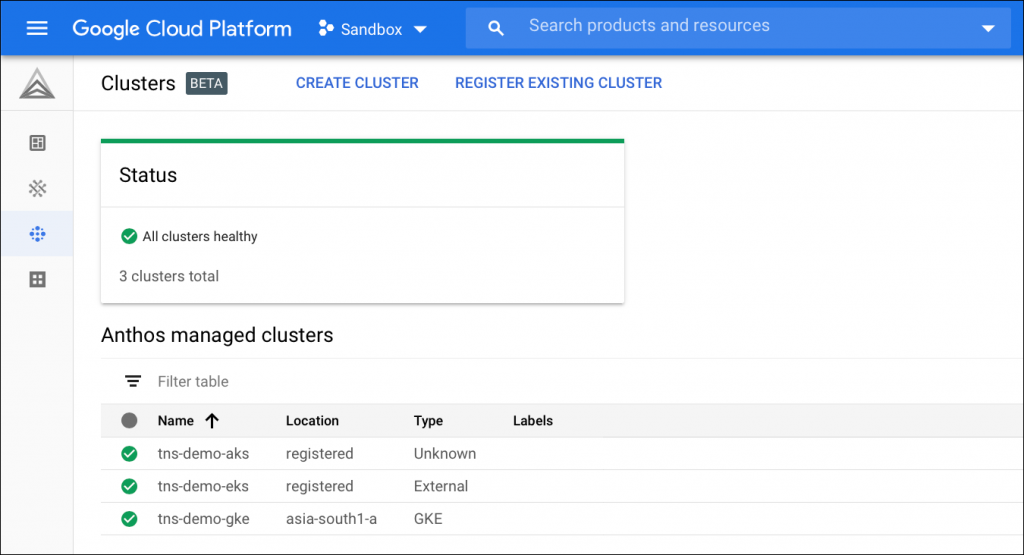 Google Cloud Platform Sandbox Search products and resources
Clusters BETA CREATE CLUSTER REGISTER EXISTING CLUSTER
Status
All clusters healthy
3 clusters total
Anthos managed clusters
Filter table
Name Location Type Labels
tns-demo-aks registered Unknown
tns-demo-eks registered External
tns-demo-gke asia-south1-a GKE